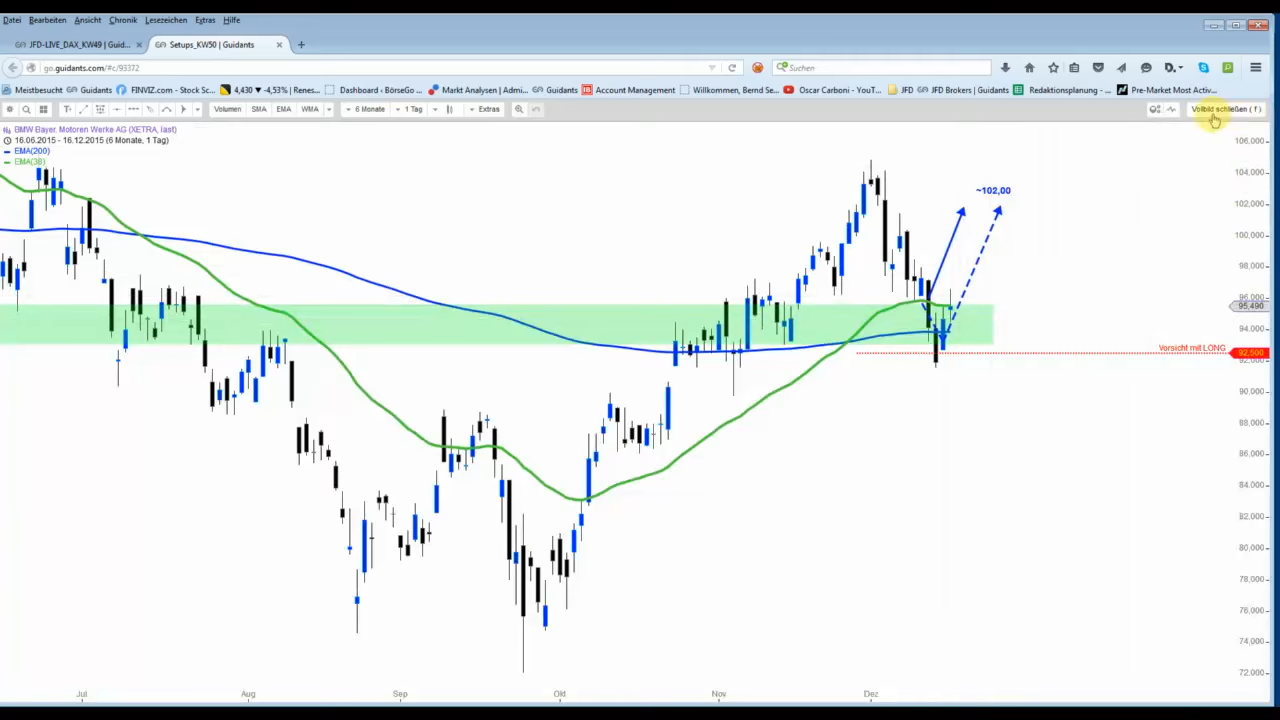 Datei Bearbeiten Ansicht Chronik Lesezeichen Extras Hilfe
JFD-LIVE_DAX_KW49 | Guid... × Setups_KW50 | Guidants × +
go.guidants.com/#c/93372 Suchen
Meistbesucht Guidants FINVIZ.com - Stock Sc... 4,430 ▼ -4,53% | Renes... Dashboard ‹ BörseGo ... Markt Analysen | Admi... Guidants Account Management Willkommen, Bernd Se... Oscar Carboni - YouT... JFD JFD Brokers | Guidants Redaktionsplanung - ... Pre-Market Most Activ...
Volumen SMA EMA WMA 6 Monate 1 Tag Extras Vollbild schließen ( f )
BMW Bayer. Motoren Werke AG (XETRA, last)
16.06.2015 - 16.12.2015 (6 Monate, 1 Tag)
EMA(200)
EMA(38)
106,000
104,000
~102,00
102,000
100,000
98,000
96,000
95,490
94,000
Vorsicht mit LONG
92,500
92,000
90,000
88,000
86,000
84,000
82,000
80,000
78,000
76,000
74,000
72,000
Jul Aug Sep Okt Nov Dez